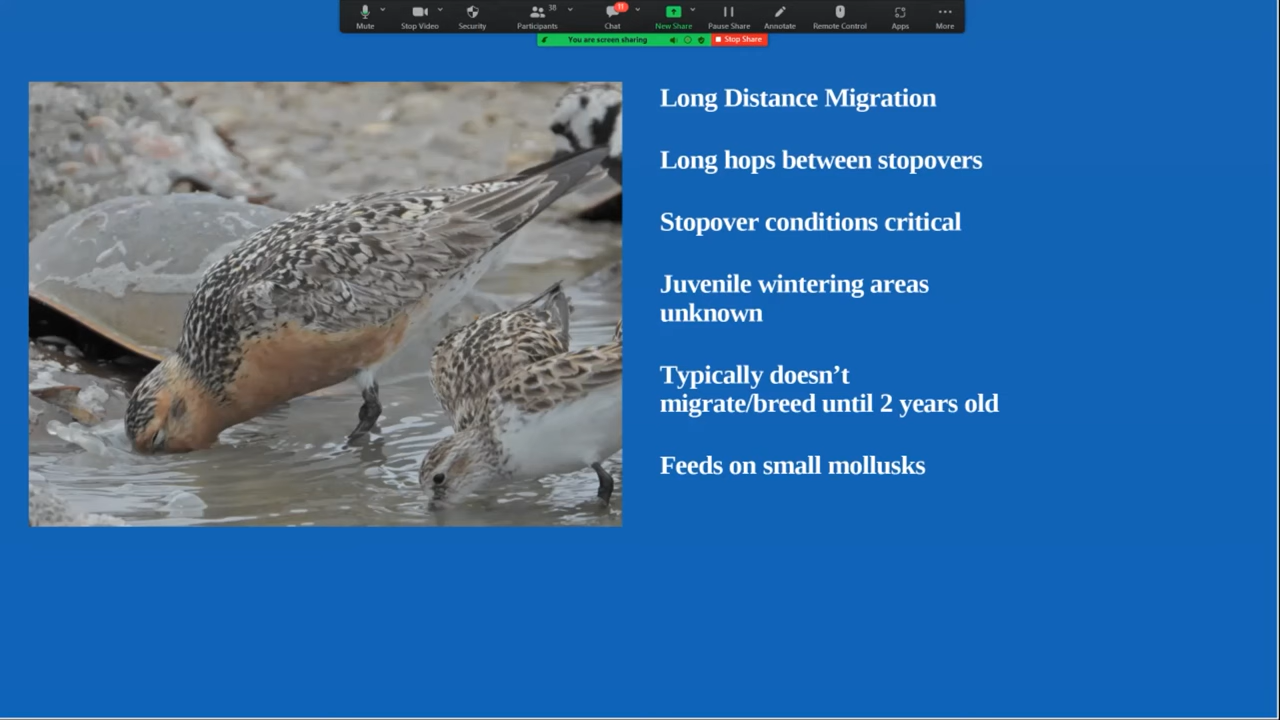 38
11
Mute
Stop Video
Security
Participants
Chat
New Share
Pause Share
Annotate
Remote Control
Apps
More
You are screen sharing
Stop Share
Long Distance Migration
Long hops between stopovers
Stopover conditions critical
Juvenile wintering areas
unknown
Typically doesn’t
migrate/breed until 2 years old
Feeds on small mollusks